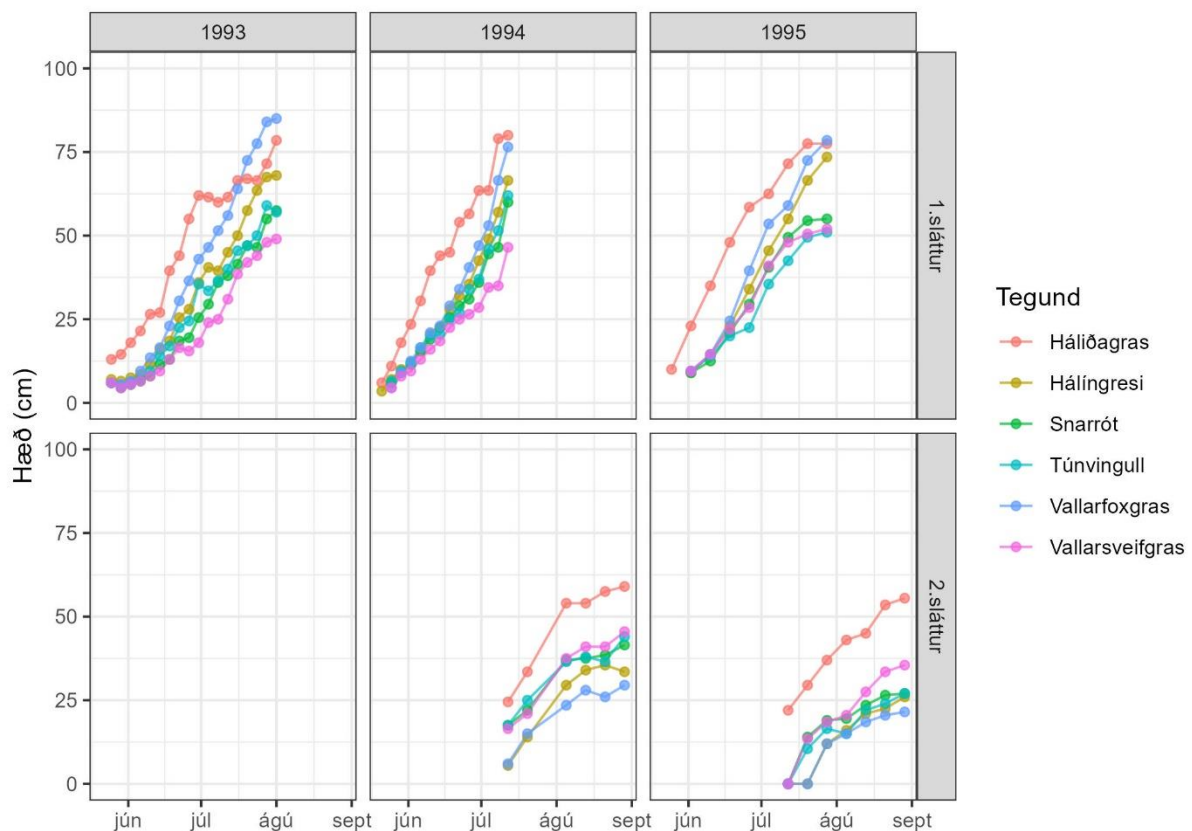 1993 1994 1995
100
75
50
25
0
1.sláttur
Hæð (cm)
100
75
50
25
0
2.sláttur
jún júl ágú sept jún júl ágú sept jún júl ágú sept
Tegund
Háliðagras
Hálíngresi
Snarrót
Túnvingull
Vallarfoxgras
Vallarsveifgras